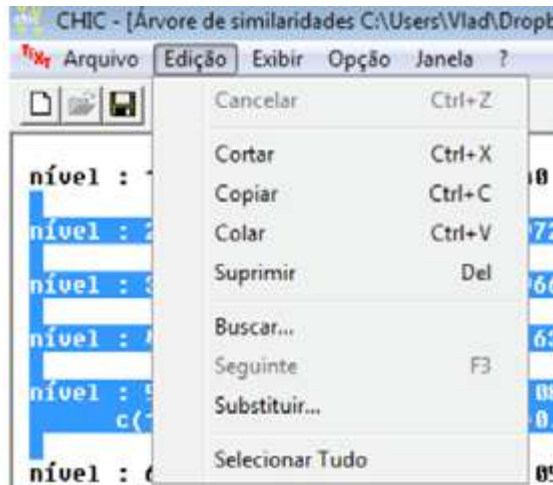 CHIC - [Árvore de similaridades C:\Users\Vlad\Dropb
Arquivo Edição Exibir Opção Janela ?
Cancelar Ctrl+Z
nível :
Cortar Ctrl+X
Copiar Ctrl+C
nível : 2
Colar Ctrl+V
nível :
Suprimir Del
nível :
Buscar...
Seguinte F3
nível :
Substituir...
c(
Selecionar Tudo
nível :